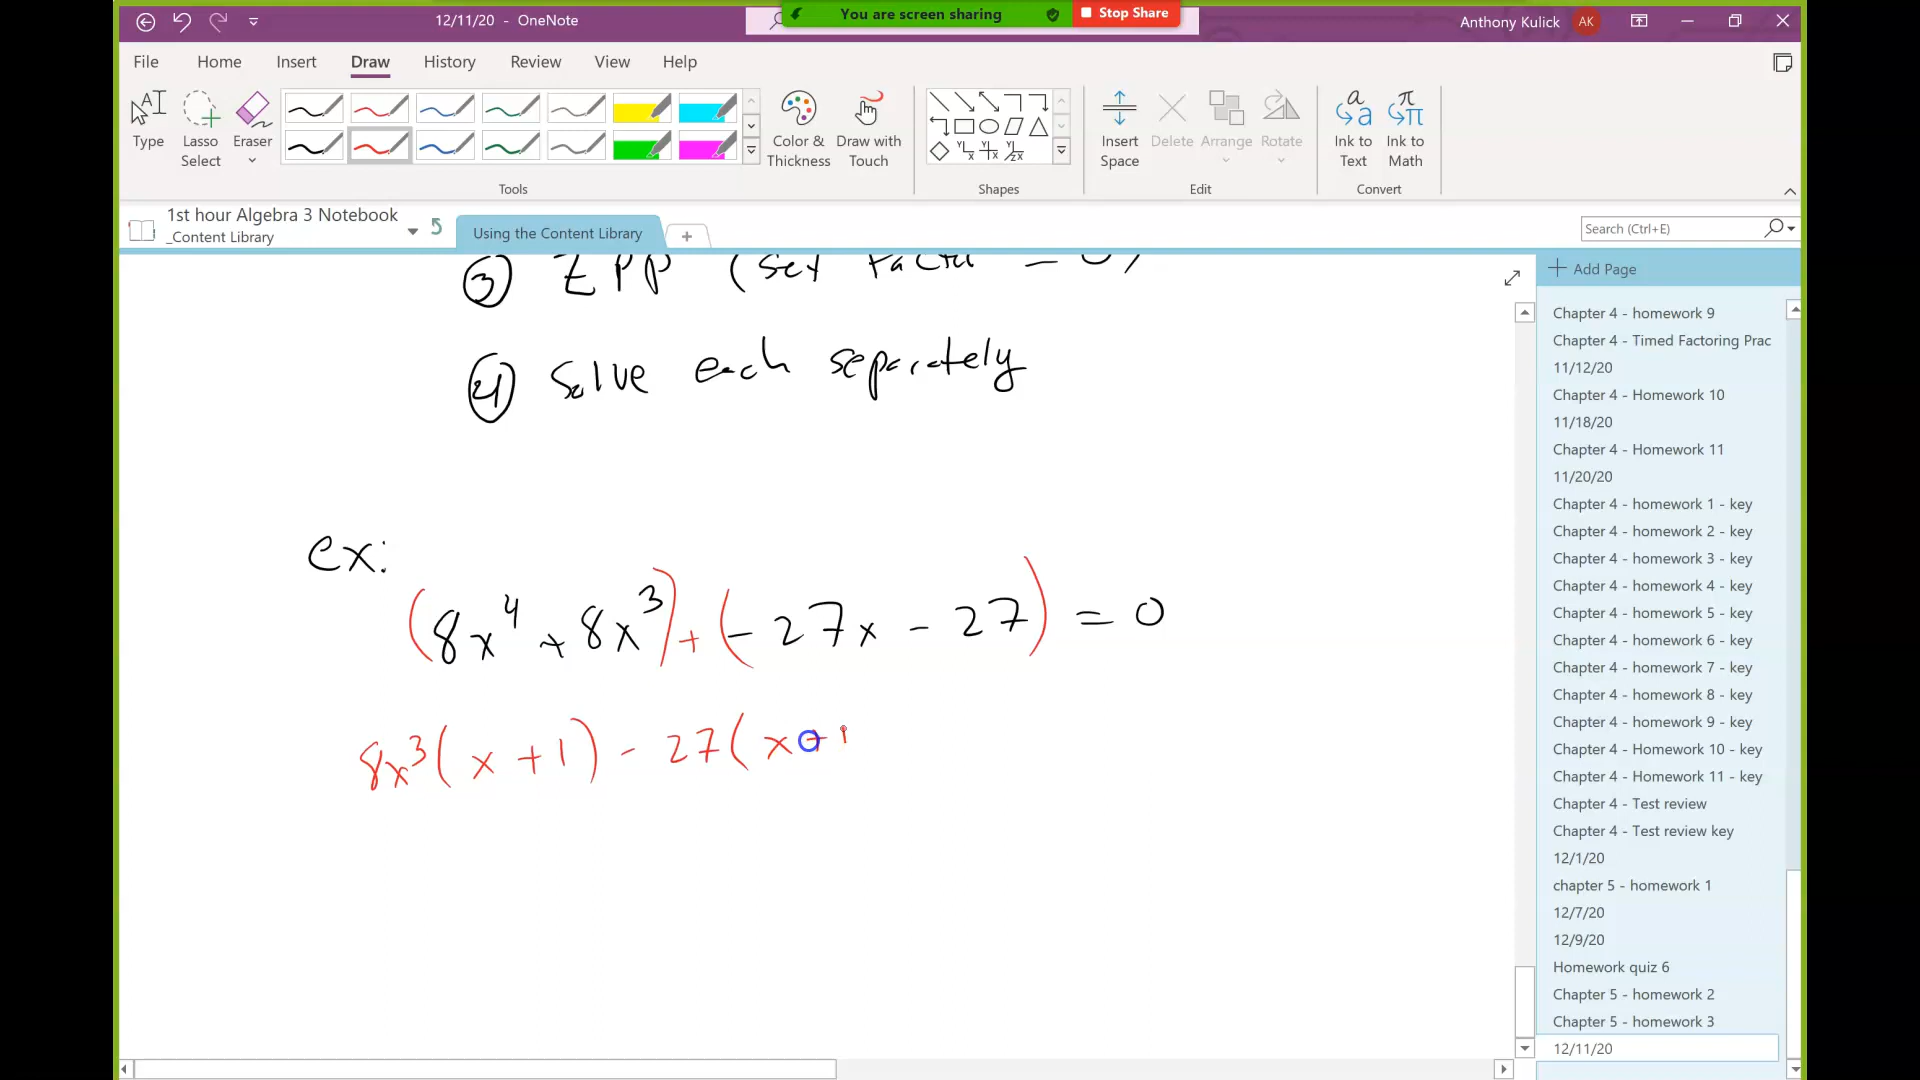 12/11/20 - OneNote
You are screen sharing
Stop Share
Anthony Kulick AK
File Home Insert Draw History Review View Help
Type
Lasso Select
Eraser
Color & Thickness
Draw with Touch
Insert Space
Delete
Arrange
Rotate
Ink to Text
Ink to Math
Tools
Shapes
Edit
Convert
1st hour Algebra 3 Notebook
_Content Library
Using the Content Library
Search (Ctrl+E)
③ ZPP (set factor = 0)
④ Solve each separately
ex:
(8x⁴ + 8x³) + (- 27x - 27) = 0
8x³(x + 1) - 27(x + 1
Add Page
Chapter 4 - homework 9
Chapter 4 - Timed Factoring Prac
11/12/20
Chapter 4 - Homework 10
11/18/20
Chapter 4 - Homework 11
11/20/20
Chapter 4 - homework 1 - key
Chapter 4 - homework 2 - key
Chapter 4 - homework 3 - key
Chapter 4 - homework 4 - key
Chapter 4 - homework 5 - key
Chapter 4 - homework 6 - key
Chapter 4 - homework 7 - key
Chapter 4 - homework 8 - key
Chapter 4 - homework 9 - key
Chapter 4 - Homework 10 - key
Chapter 4 - Homework 11 - key
Chapter 4 - Test review
Chapter 4 - Test review key
12/1/20
chapter 5 - homework 1
12/7/20
12/9/20
Homework quiz 6
Chapter 5 - homework 2
Chapter 5 - homework 3
12/11/20